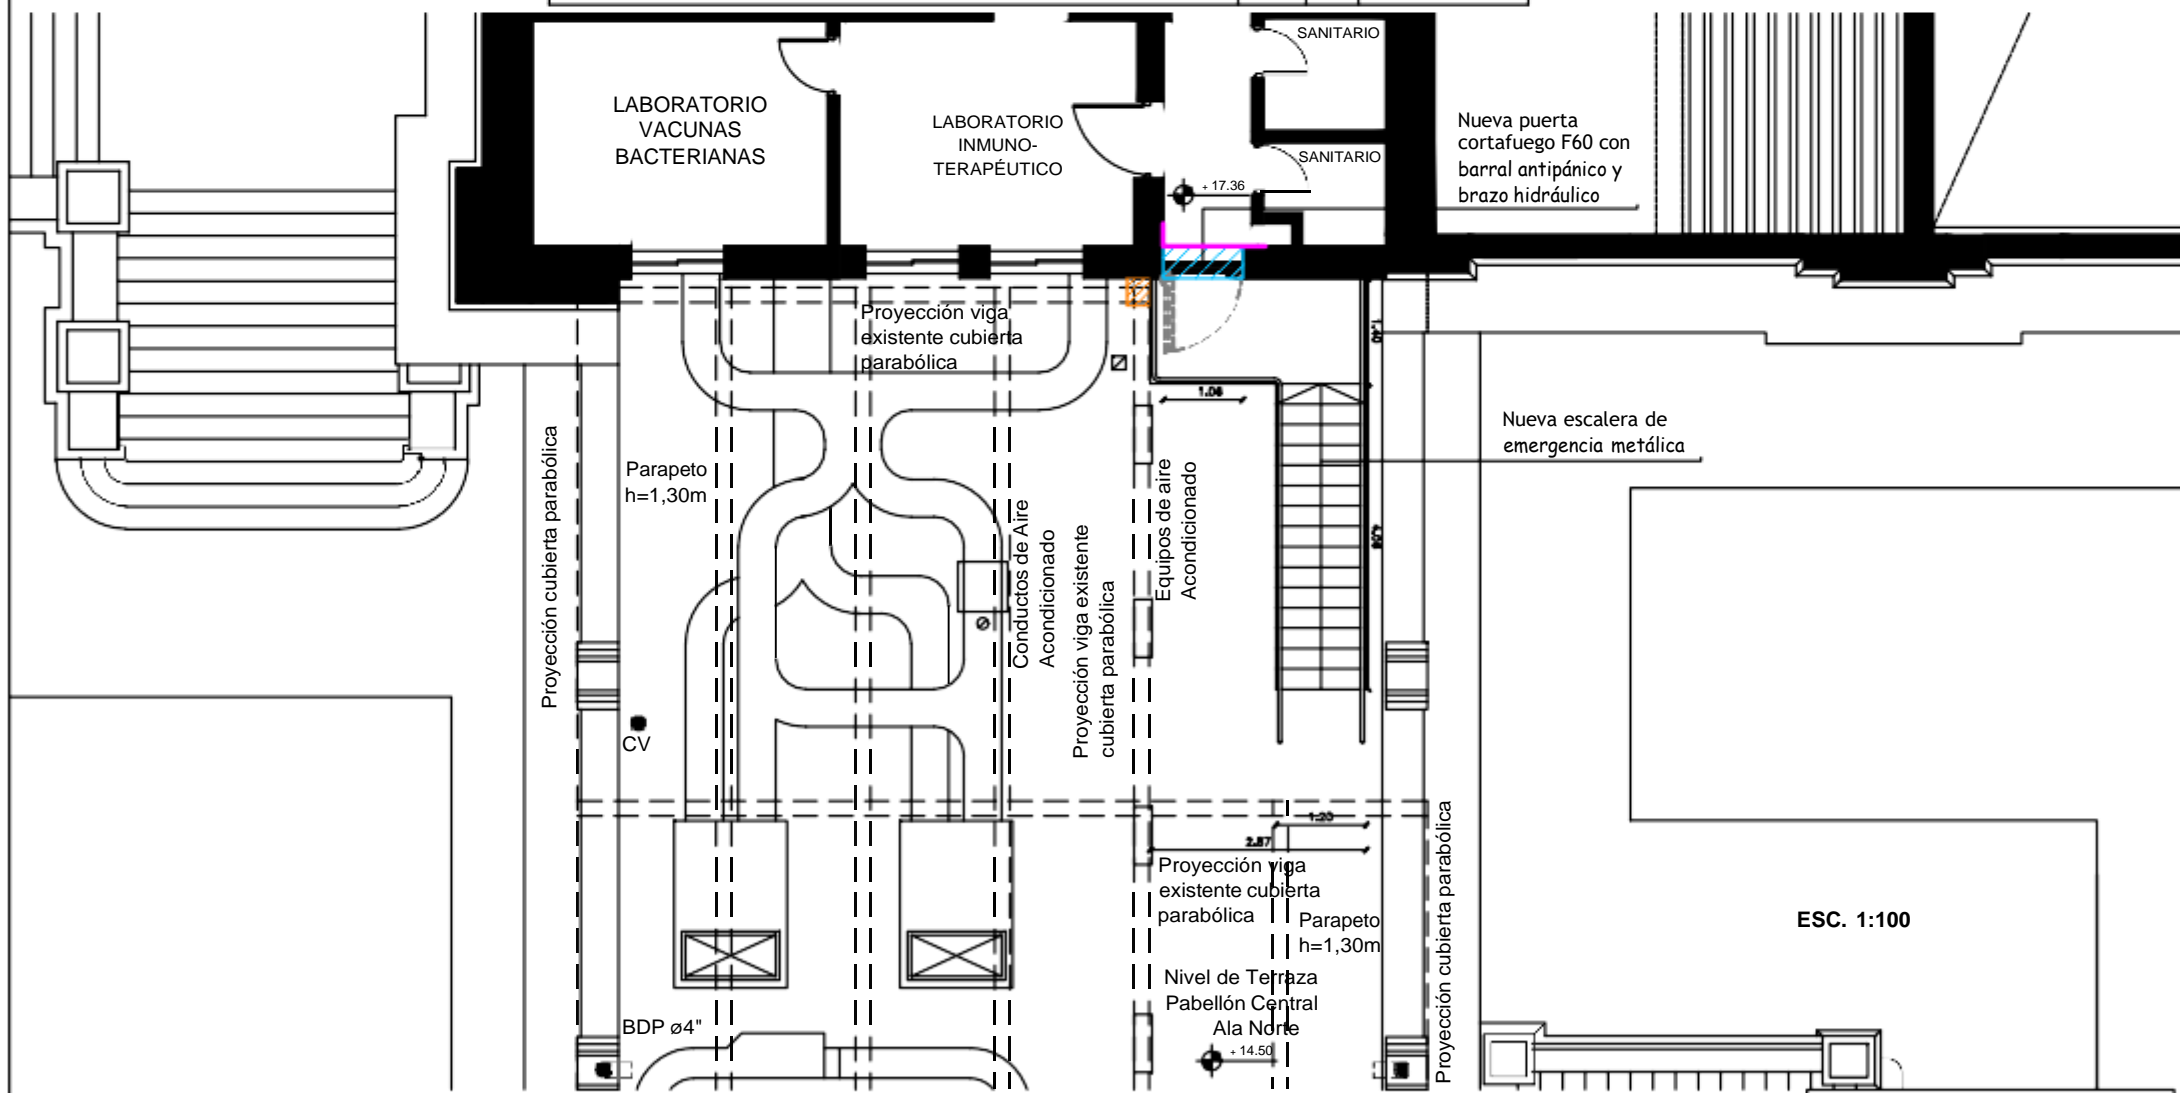 SANITARIO
LABORATORIO
VACUNAS
BACTERIANAS
LABORATORIO
INMUNO-
TERAPÉUTICO
SANITARIO
+ 17.36
Nueva puerta
cortafuego F60 con
barral antipánico y
brazo hidráulico
Proyección viga
existente cubierta
parabólica
1.40
1.06
Nueva escalera de
emergencia metálica
Proyección cubierta parabólica
Parapeto
h=1,30m
Conductos de Aire
Acondicionado
Proyección viga existente
cubierta parabólica
Equipos de aire
Acondicionado
CV
1.20
2.87
Proyección viga
existente cubierta
parabólica
Parapeto
h=1,30m
Proyección cubierta parabólica
ESC. 1:100
Nivel de Terraza
Pabellón Central
Ala Norte
+ 14.50
BDP ø4"